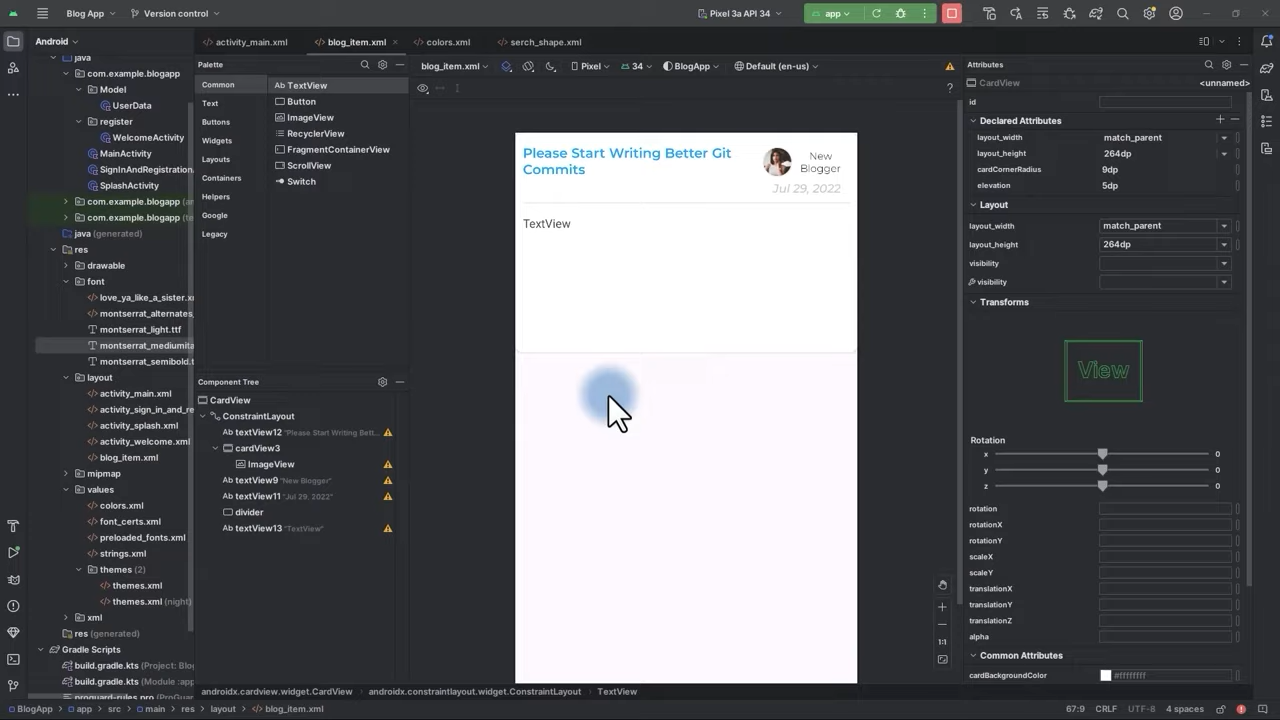 Blog App
Version control
Pixel 3a API 34
app
Android
activity_main.xml
blog_item.xml
colors.xml
serch_shape.xml
java
com.example.blogapp
Model
UserData
register
WelcomeActivity
MainActivity
SignInAndRegistration
SplashActivity
com.example.blogapp
com.example.blogapp
java (generated)
res
drawable
font
love_ya_like_a_sister.x
montserrat_alternates
montserrat_light.ttf
montserrat_mediumita
montserrat_semibold.t
layout
activity_main.xml
activity_sign_in_and_re
activity_splash.xml
activity_welcome.xml
blog_item.xml
mipmap
values
colors.xml
font_certs.xml
preloaded_fonts.xml
strings.xml
themes (2)
themes.xml
themes.xml (night)
xml
res (generated)
Gradle Scripts
build.gradle.kts (Project: Blo
build.gradle.kts (Module :app
proguard-rules.pro (ProGu
Palette
Common
Text
Buttons
Widgets
Layouts
Containers
Helpers
Google
Legacy
Ab TextView
Button
ImageView
RecyclerView
FragmentContainerView
ScrollView
Switch
Component Tree
CardView
ConstraintLayout
Ab textView12 "Please Start Writing Bett...
cardView3
ImageView
Ab textView9 "New Blogger"
Ab textView11 "Jul 29, 2022"
divider
Ab textView13 "TextView"
blog_item.xml
Pixel
34
BlogApp
Default (en-us)
?
Please Start Writing Better Git
Commits
New
Blogger
Jul 29, 2022
TextView
1:1
Attributes
CardView
<unnamed>
id
Declared Attributes
layout_width match_parent
layout_height 264dp
cardCornerRadius 9dp
elevation 5dp
Layout
layout_width match_parent
layout_height 264dp
visibility
visibility
Transforms
View
Rotation
x 0
y 0
z 0
rotation
rotationX
rotationY
scaleX
scaleY
translationX
translationY
translationZ
alpha
Common Attributes
cardBackgroundColor #ffffffff
androidx.cardview.widget.CardView
androidx.constraintlayout.widget.ConstraintLayout
TextView
BlogApp > app > src > main > res > layout > blog_item.xml
67:9 CRLF UTF-8 4 spaces